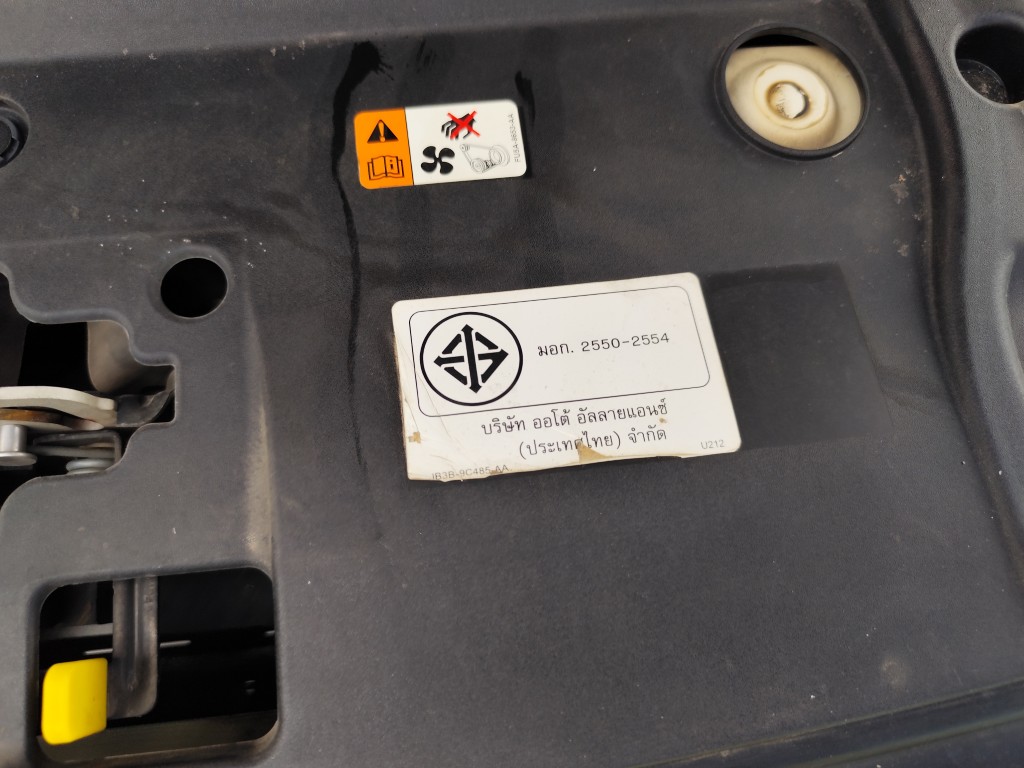 มอก. 2550-2554
บริษัท ออโต้ อัลลายแอนซ์
(ประเทศไทย) จำกัด
U212